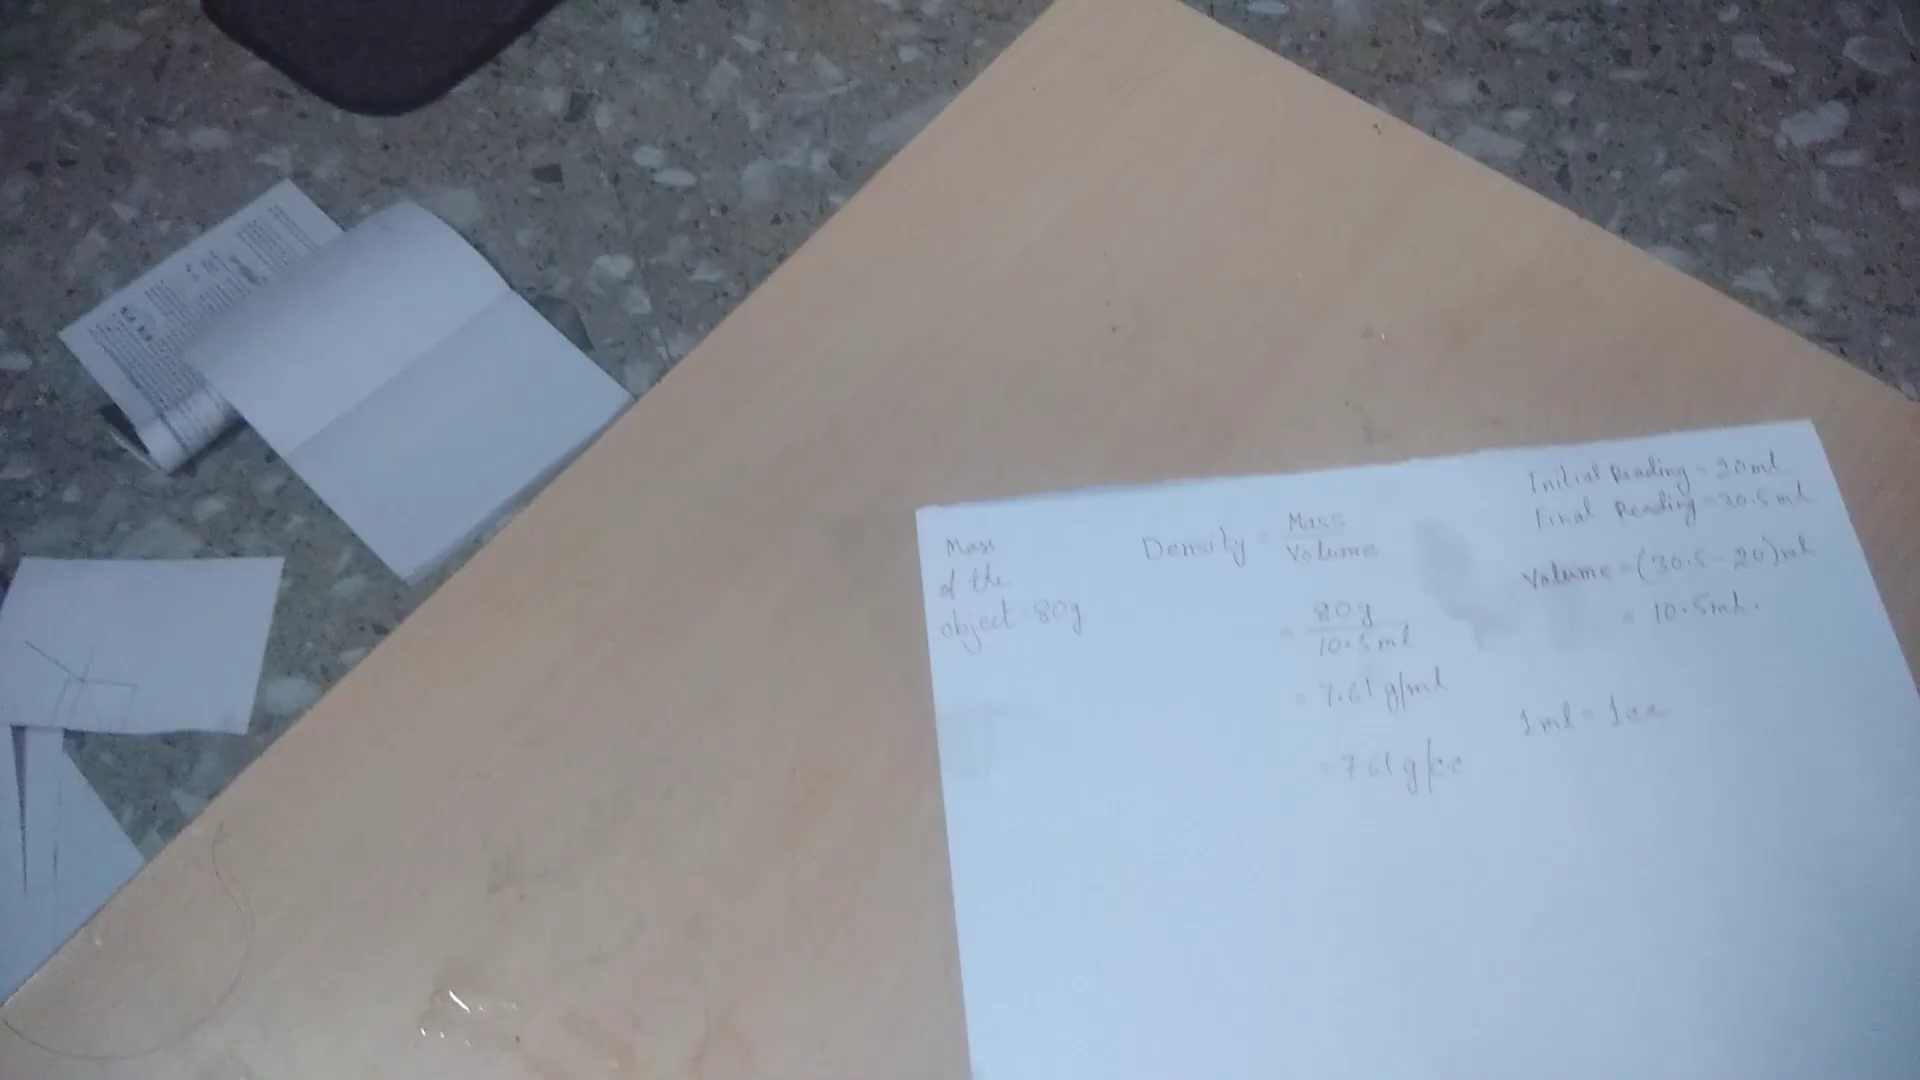 Mass
of the
object = 80g
Density = Mass
Volume
= 80g
10.5ml
= 7.61 g/ml
= 7.61 g/cc
Initial Reading = 20ml
Final Reading = 30.5ml
Volume = (30.5 - 20)ml
= 10.5ml.
1ml = 1cc